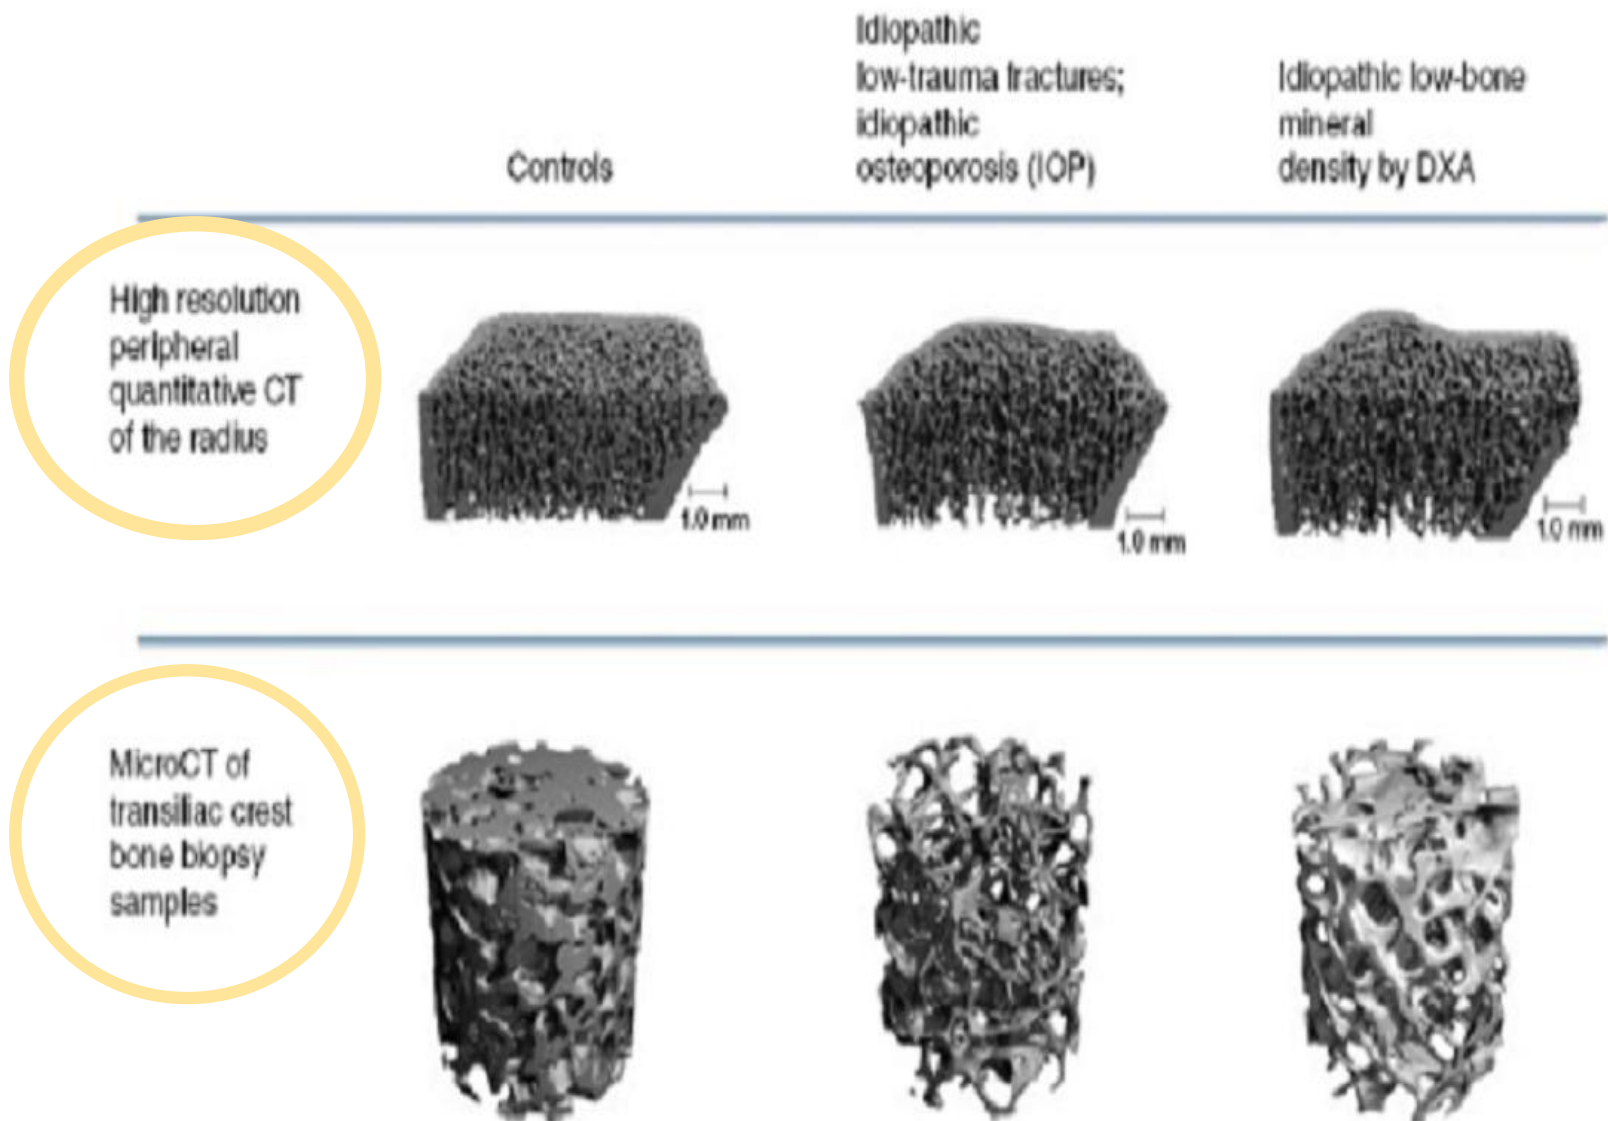 Idiopathic
low-trauma fractures;
idiopathic
osteoporosis (IOP)
Idiopathic low-bone
mineral
density by DXA
Controls
High resolution
peripheral
quantitative CT
of the radius
1.0 mm
1.0 mm
1.0 mm
MicroCT of
transiliac crest
bone biopsy
samples